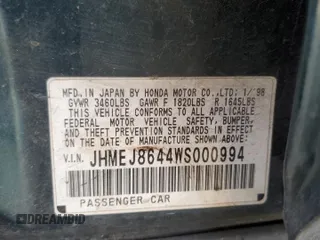 MFD. IN JAPAN BY HONDA MOTOR CO.,LTD: 1/'98
GVWR 3460LBS GAWR F 1820LBS R 1645LBS
THIS VEHICLE CONFORMS TO ALL APPLICABLE
FEDERAL MOTOR VEHICLE SAFETY, BUMPER,
AND THEFT PREVENTION STANDARDS IN EFFECT
ON THE DATE OF MANUFACTURE SHOWN ABOVE.
V.I.N. JHMEJ8644WS000994
PASSENGER CAR
DREAMBID